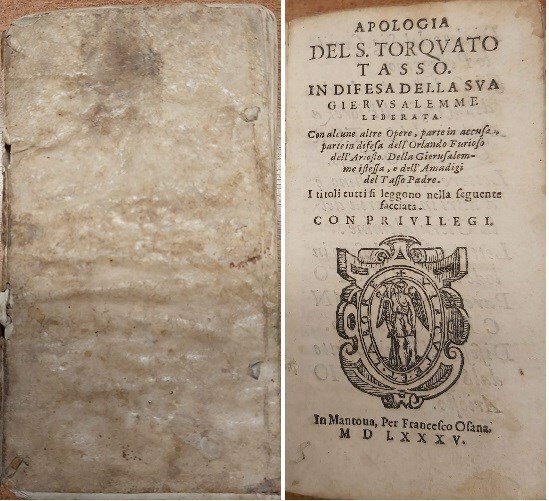 APOLOGIA
DEL S. TORQVATO
TASSO.
IN DIFESA DELLA SVA
GIERVSALEMME
LIBERATA.
Con alcune altre Opere, parte in accusa,
parte in difesa dell'Orlando Furioso
dell'Ariosto. Della Gierusalem-
me istessa, e dell'Amadigi
del Tasso Padre.
I titoli tutti si leggono nella seguente
facciata.
CON PRIVILEGI.
In Mantoua, Per Francesco Osana.
M D LXXXV.